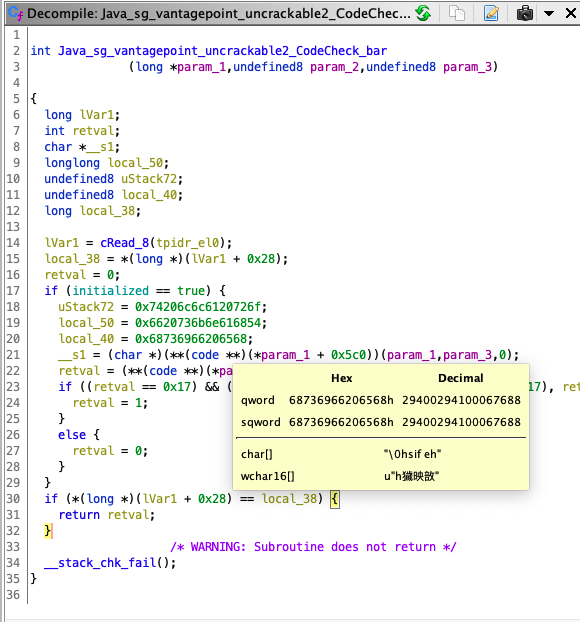 Decompile: Java_sg_vantagepoint_uncrackable2_CodeChec...
1
2 int Java_sg_vantagepoint_uncrackable2_CodeCheck_bar
3 (long *param_1,undefined8 param_2,undefined8 param_3)
4
5 {
6 long lVar1;
7 int retval;
8 char *__s1;
9 longlong local_50;
10 undefined8 uStack72;
11 undefined8 local_40;
12 long local_38;
13
14 lVar1 = cRead_8(tpidr_el0);
15 local_38 = *(long *)(lVar1 + 0x28);
16 retval = 0;
17 if (initialized == true) {
18 uStack72 = 0x74206c6c6120726f;
19 local_50 = 0x6620736b6e616854;
20 local_40 = 0x68736966206568;
21 __s1 = (char *)(**(code **)(*param_1 + 0x5c0))(param_1,param_3,0);
22 retval = (**(code **)(*pa
23 if ((retval == 0x17) && ( 17), ret
24 retval = 1;
25 }
26 else {
27 retval = 0;
28 }
29 }
30 if (*(long *)(lVar1 + 0x28) == local_38) {
31 return retval;
32 }
33 /* WARNING: Subroutine does not return */
34 __stack_chk_fail();
35 }
36
Hex Decimal
qword 68736966206568h 29400294100067688
sqword 68736966206568h 29400294100067688
char[] "\0hsif eh"
wchar16[] u"h獩映敨"